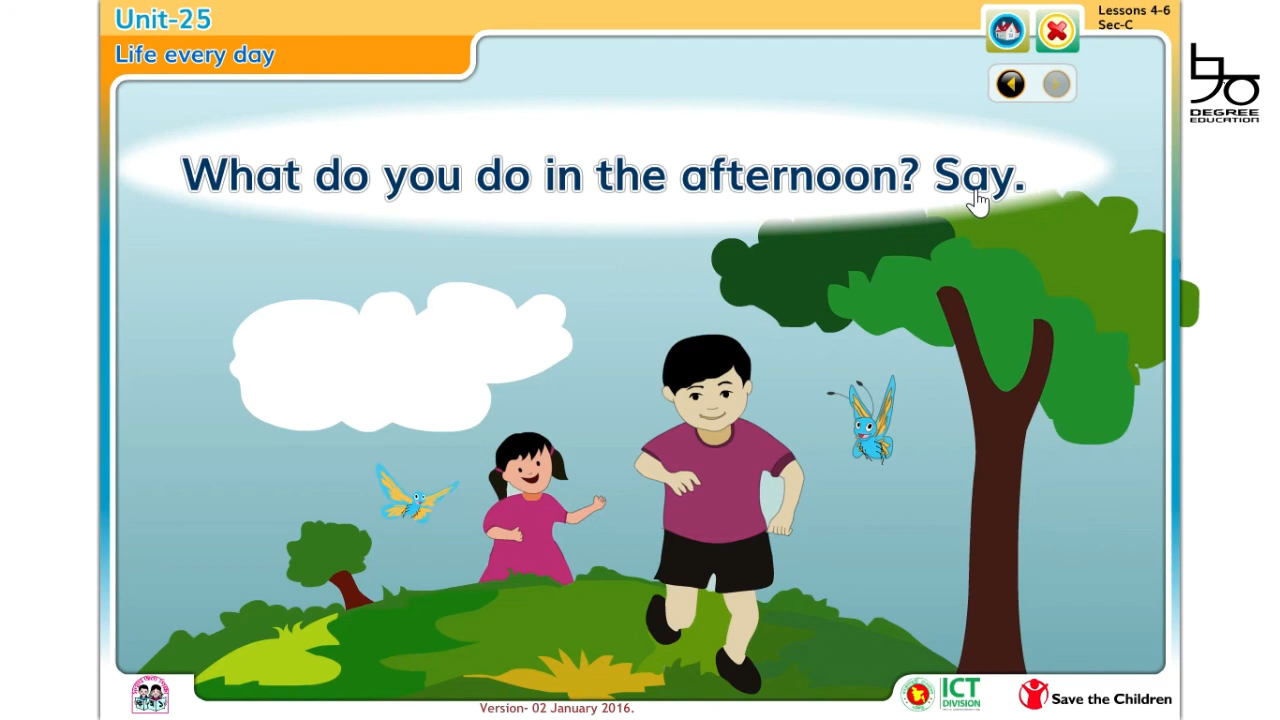 Unit-25
Life every day
Lessons 4-6
Sec-C
DEGREE
EDUCATION
What do you do in the afternoon? Say.
Version- 02 January 2016.
ICT
DIVISION
Save the Children